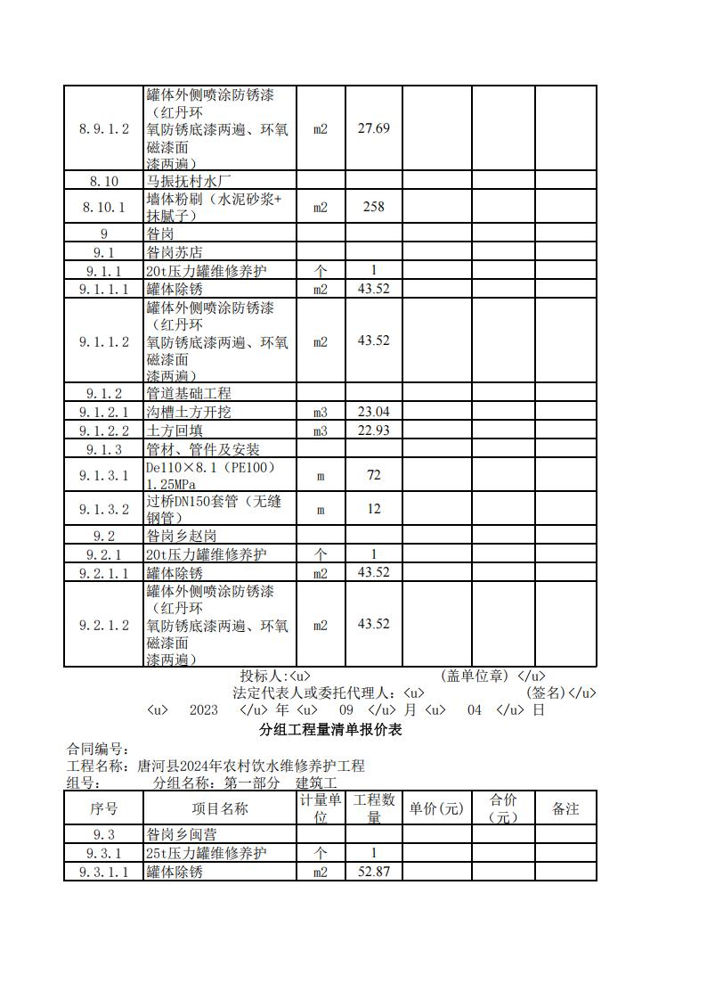 罐体外侧喷涂防锈漆
（红丹环
8.9.1.2 氧防锈底漆两遍、环氧 m2 27.69
磁漆面
漆两遍）
8.10 马振抚村水厂
8.10.1 墙体粉刷（水泥砂浆+ m2 258
抹腻子）
9 昝岗
9.1 昝岗苏店
9.1.1 20t压力罐维修养护 个 1
9.1.1.1 罐体除锈 m2 43.52
罐体外侧喷涂防锈漆
（红丹环
9.1.1.2 氧防锈底漆两遍、环氧 m2 43.52
磁漆面
漆两遍）
9.1.2 管道基础工程
9.1.2.1 沟槽土方开挖 m3 23.04
9.1.2.2 土方回填 m3 22.93
9.1.3 管材、管件及安装
9.1.3.1 De110×8.1（PE100） m 72
1.25MPa
9.1.3.2 过桥DN150套管（无缝 m 12
钢管）
9.2 昝岗乡赵岗
9.2.1 20t压力罐维修养护 个 1
9.2.1.1 罐体除锈 m2 43.52
罐体外侧喷涂防锈漆
（红丹环
9.2.1.2 氧防锈底漆两遍、环氧 m2 43.52
磁漆面
漆两遍）
投标人:<u> (盖单位章) </u>
法定代表人或委托代理人: <u> (签名)</u>
<u> 2023 </u> 年 <u> 09 </u> 月 <u> 04 </u> 日
分组工程量清单报价表
合同编号:
工程名称: 唐河县2024年农村饮水维修养护工程
组号: 分组名称: 第一部分 建筑工
序号 项目名称 计量单位 工程数量 单价(元) 合价（元） 备注
9.3 昝岗乡闽营
9.3.1 25t压力罐维修养护 个 1
9.3.1.1 罐体除锈 m2 52.87